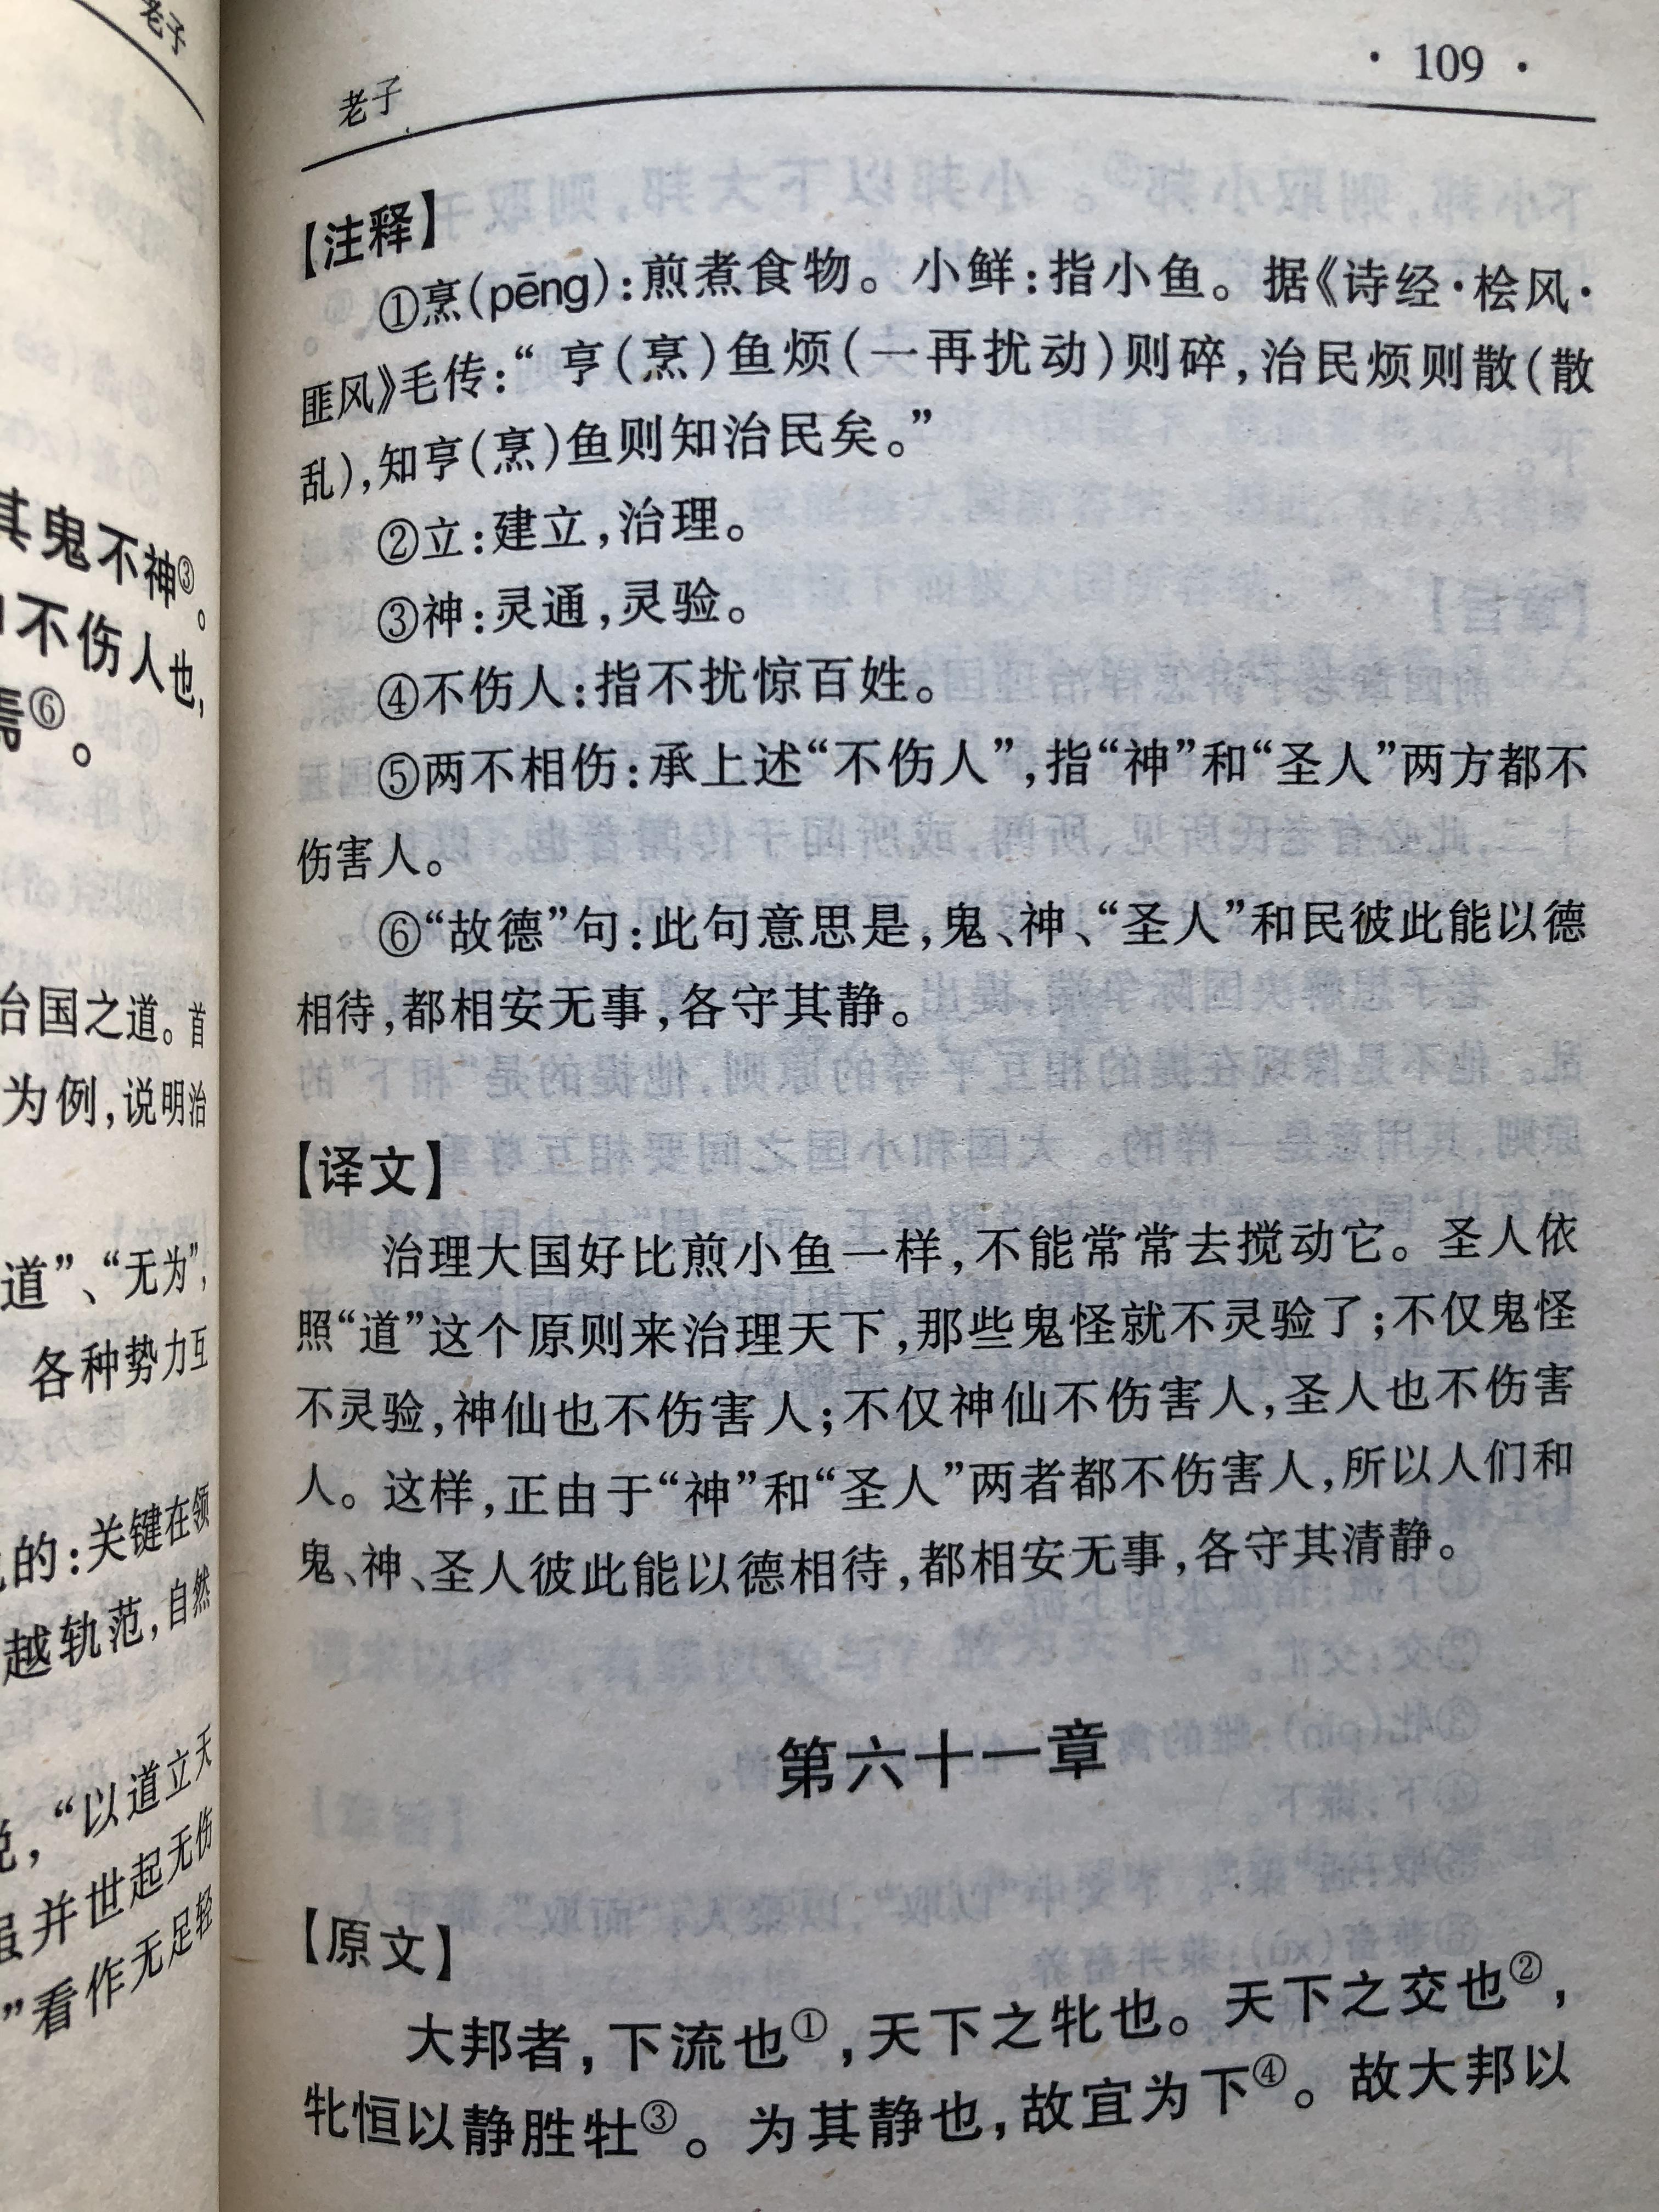 老子
其鬼不神③。
不伤人也,
焉⑥。
治国之道。首
为例,说明治
道”、“无为”,
各种势力互
的:关键在领
越轨范,自然
说,“以道立天
虽并世起无伤
”看作无足轻
老子
· 109 ·
【注释】
①烹(pēng):煎煮食物。小鲜:指小鱼。据《诗经·桧风·
匪风》毛传:“亨(烹)鱼烦(一再扰动)则碎,治民烦则散(散
乱),知亨(烹)鱼则知治民矣。”
②立:建立,治理。
③神:灵通,灵验。
④不伤人:指不扰惊百姓。
⑤两不相伤:承上述“不伤人”,指“神”和“圣人”两方都不
伤害人。
⑥“故德”句:此句意思是,鬼、神、“圣人”和民彼此能以德
相待,都相安无事,各守其静。
【译文】
治理大国好比煎小鱼一样,不能常常去搅动它。圣人依
照“道”这个原则来治理天下,那些鬼怪就不灵验了;不仅鬼怪
不灵验,神仙也不伤害人;不仅神仙不伤害人,圣人也不伤害
人。这样,正由于“神”和“圣人”两者都不伤害人,所以人们和
鬼、神、圣人彼此能以德相待,都相安无事,各守其清静。
第六十一章
【原文】
大邦者,下流也①,天下之牝也。天下之交也②,
牝恒以静胜牡③。为其静也,故宜为下④。故大邦以